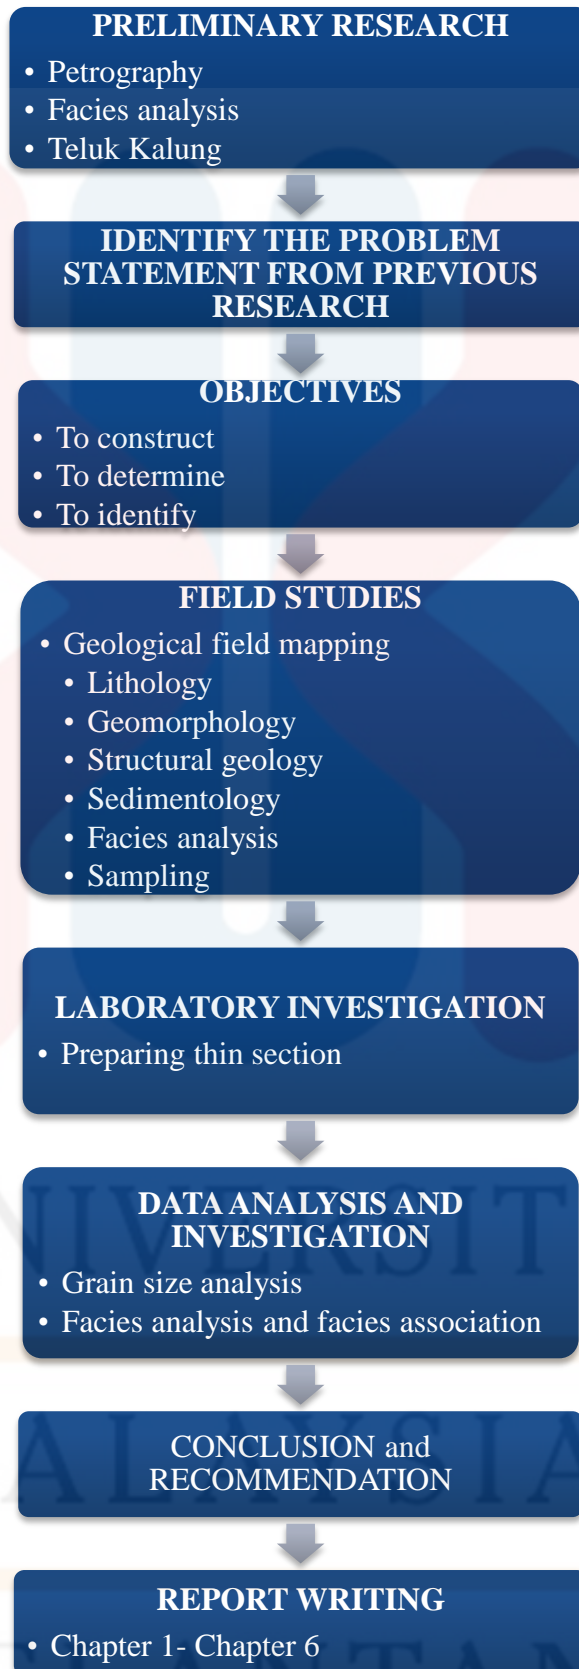 PRELIMINARY RESEARCH
• Petrography
• Facies analysis
• Teluk Kalung
IDENTIFY THE PROBLEM
STATEMENT FROM PREVIOUS
RESEARCH
OBJECTIVES
• To construct
• To determine
• To identify
FIELD STUDIES
• Geological field mapping
• Lithology
• Geomorphology
• Structural geology
• Sedimentology
• Facies analysis
• Sampling
LABORATORY INVESTIGATION
• Preparing thin section
DATA ANALYSIS AND
INVESTIGATION
• Grain size analysis
• Facies analysis and facies association
CONCLUSION and
RECOMMENDATION
REPORT WRITING
• Chapter 1- Chapter 6